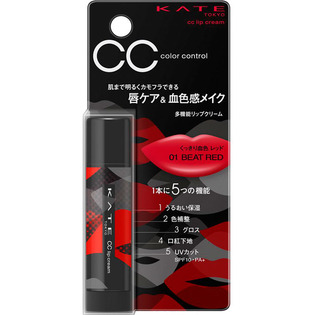 KATE
TOKYO
cc lip cream
CC color control
肌まで明るくカモフラできる
唇ケア&血色感メイク
多機能リップクリーム
くっきり血色 レッド
01 BEAT RED
1本に5つの機能
1 うるおい保湿
2 色補整
3 グロス
4 口紅下地
5 UVカット
SPF10・PA+
KATE
TOKYO
CC lip cream